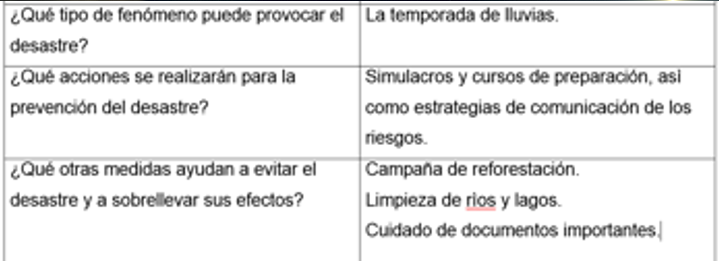 ¿Qué tipo de fenómeno puede provocar el
desastre?
La temporada de lluvias.
¿Qué acciones se realizarán para la
prevención del desastre?
Simulacros y cursos de preparación, así
como estrategias de comunicación de los
riesgos.
¿Qué otras medidas ayudan a evitar el
desastre y a sobrellevar sus efectos?
Campaña de reforestación.
Limpieza de rios y lagos.
Cuidado de documentos importantes.